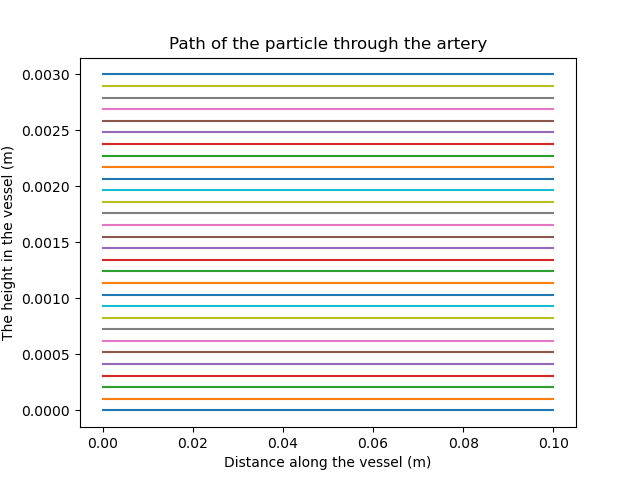 Path of the particle through the artery
The height in the vessel (m)
0.0030
0.0025
0.0020
0.0015
0.0010
0.0005
0.0000
0.00 0.02 0.04 0.06 0.08 0.10
Distance along the vessel (m)